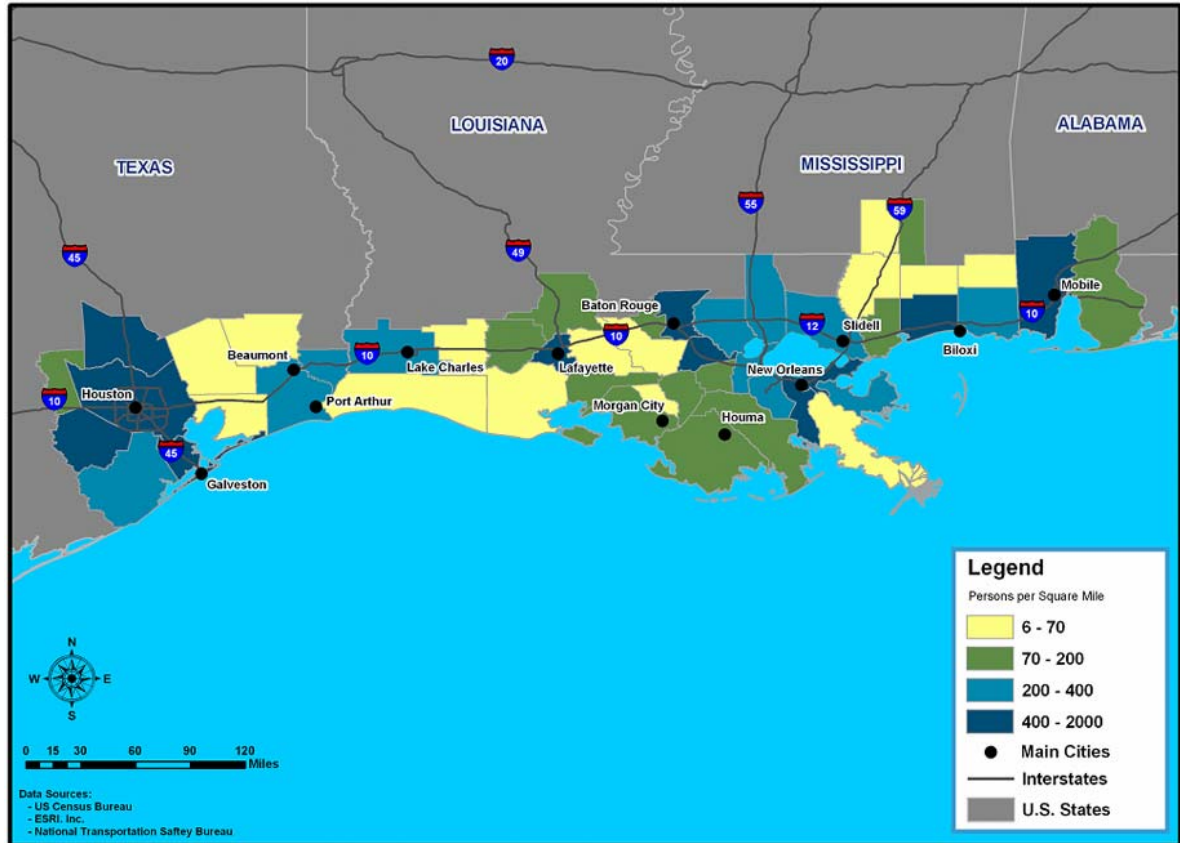 20
LOUISIANA
ALABAMA
TEXAS
MISSISSIPPI
55
59
45
49
Mobile
Baton Rouge
10
12
Slidell
10
Beaumont
10
Biloxi
Lake Charles
Lafayette
New Orleans
10
Houston
Port Arthur
Morgan City
Houma
45
Galveston
Legend
Persons per Square Mile
6 - 70
70 - 200
200 - 400
400 - 2000
Main Cities
Interstates
U.S. States
N
W E
S
0 15 30 60 90 120
Miles
Data Sources:
- US Census Bureau
- ESRI. Inc.
- National Transportation Saftey Bureau